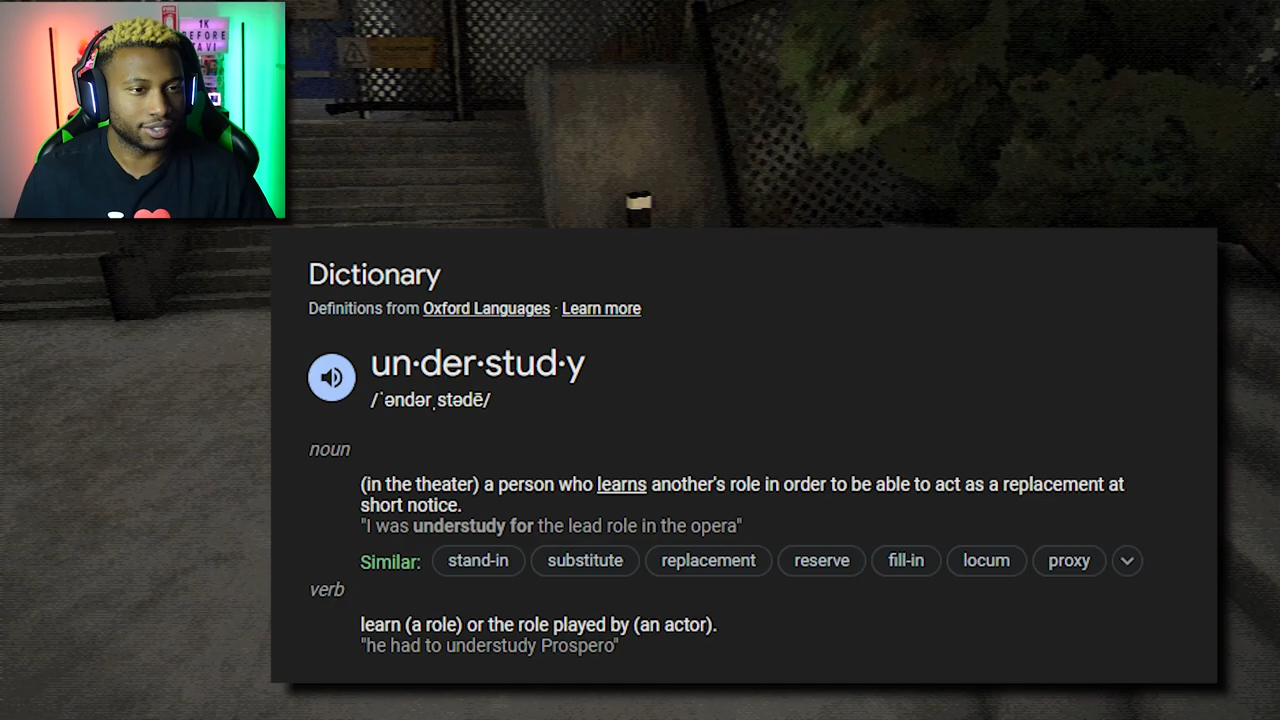 1K
BEFORE
Dictionary
Definitions from Oxford Languages · Learn more
un·der·stud·y
/ˈəndərˌstədē/
noun
(in the theater) a person who learns another's role in order to be able to act as a replacement at
short notice.
"I was understudy for the lead role in the opera"
Similar: stand-in substitute replacement reserve fill-in locum proxy
verb
learn (a role) or the role played by (an actor).
"he had to understudy Prospero"